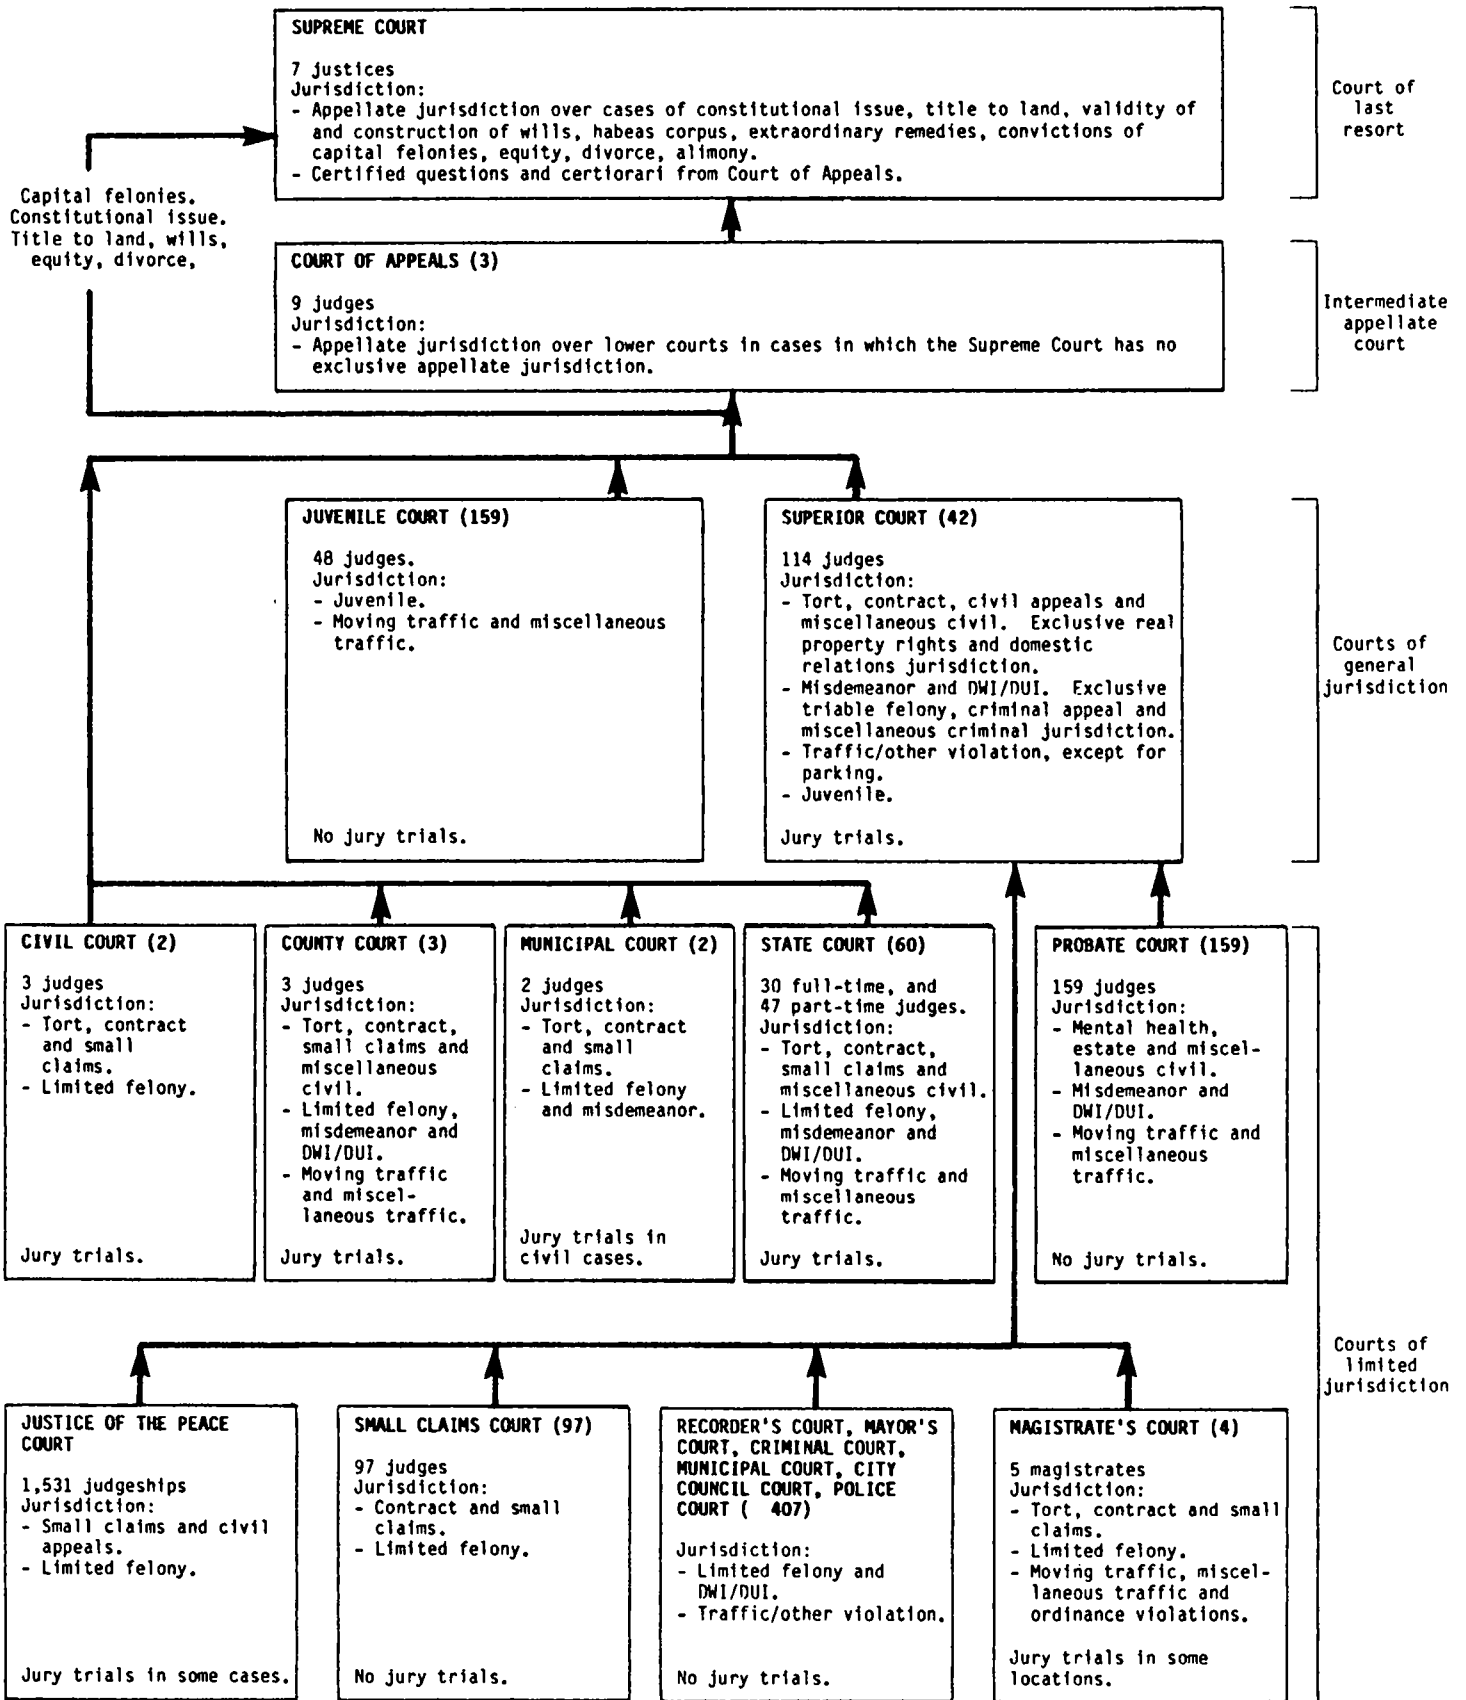 SUPREME COURT
7 justices
Jurisdiction:
- Appellate jurisdiction over cases of constitutional issue, title to land, validity of
and construction of wills, habeas corpus, extraordinary remedies, convictions of
capital felonies, equity, divorce, alimony.
- Certified questions and certiorari from Court of Appeals.
Court of
last
resort
Capital felonies.
Constitutional issue.
Title to land, wills,
equity, divorce,
COURT OF APPEALS (3)
9 judges
Jurisdiction:
- Appellate jurisdiction over lower courts in cases in which the Supreme Court has no
exclusive appellate jurisdiction.
Intermediate
appellate
court
JUVENILE COURT (159)
48 judges.
Jurisdiction:
- Juvenile.
- Moving traffic and miscellaneous
traffic.
No jury trials.
SUPERIOR COURT (42)
114 judges
Jurisdiction:
- Tort, contract, civil appeals and
miscellaneous civil. Exclusive real
property rights and domestic
relations jurisdiction.
- Misdemeanor and DWI/DUI. Exclusive
triable felony, criminal appeal and
miscellaneous criminal jurisdiction.
- Traffic/other violation, except for
parking.
- Juvenile.
Jury trials.
Courts of
general
jurisdiction
CIVIL COURT (2)
3 judges
Jurisdiction:
- Tort, contract
and small
claims.
- Limited felony.
Jury trials.
COUNTY COURT (3)
3 judges
Jurisdiction:
- Tort, contract,
small claims and
miscellaneous
civil.
- Limited felony,
misdemeanor and
DWI/DUI.
- Moving traffic
and miscel-
laneous traffic.
Jury trials.
MUNICIPAL COURT (2)
2 judges
Jurisdiction:
- Tort, contract
and small
claims.
- Limited felony
and misdemeanor.
Jury trials in
civil cases.
STATE COURT (60)
30 full-time, and
47 part-time judges.
Jurisdiction:
- Tort, contract,
small claims and
miscellaneous civil.
- Limited felony,
misdemeanor and
DWI/DUI.
- Moving traffic and
miscellaneous
traffic.
Jury trials.
PROBATE COURT (159)
159 judges
Jurisdiction:
- Mental health,
estate and miscel-
laneous civil.
- Misdemeanor and
DWI/DUI.
- Moving traffic and
miscellaneous
traffic.
No jury trials.
Courts of
limited
jurisdiction
JUSTICE OF THE PEACE
COURT
1,531 judgeships
Jurisdiction:
- Small claims and civil
appeals.
- Limited felony.
Jury trials in some cases.
SMALL CLAIMS COURT (97)
97 judges
Jurisdiction:
- Contract and small
claims.
- Limited felony.
No jury trials.
RECORDER'S COURT, MAYOR'S
COURT, CRIMINAL COURT,
MUNICIPAL COURT, CITY
COUNCIL COURT, POLICE
COURT ( 407)
Jurisdiction:
- Limited felony and
DWI/DUI.
- Traffic/other violation.
No jury trials.
MAGISTRATE'S COURT (4)
5 magistrates
Jurisdiction:
- Tort, contract and small
claims.
- Limited felony.
- Moving traffic, miscel-
laneous traffic and
ordinance violations.
Jury trials in some
locations.